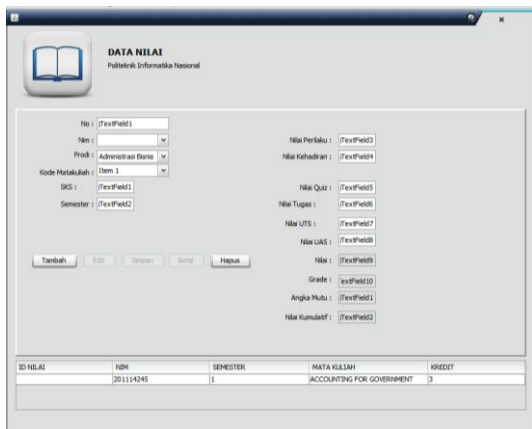 DATA NILAI
Politeknik Informatika Nasional
No : jTextField1
Nim :
Prodi : Administrasi Bisnis
Kode Matakuliah : Item 1
SKS : jTextField1
Semester : jTextField2
Nilai Perilaku : jTextField3
Nilai Kehadiran : jTextField4
Nilai Quiz : jTextField5
Nilai Tugas : jTextField6
Nilai UTS : jTextField7
Nilai UAS : jTextField8
Nilai : jTextField9
Grade : TextField10
Angka Mutu : jTextField1
Nilai Kumulatif : jTextField2
Tambah Edit Simpan Batal Hapus
ID NILAI NIM SEMESTER MATA KULIAH KREDIT
201114245 1 ACCOUNTING FOR GOVERNMENT 3